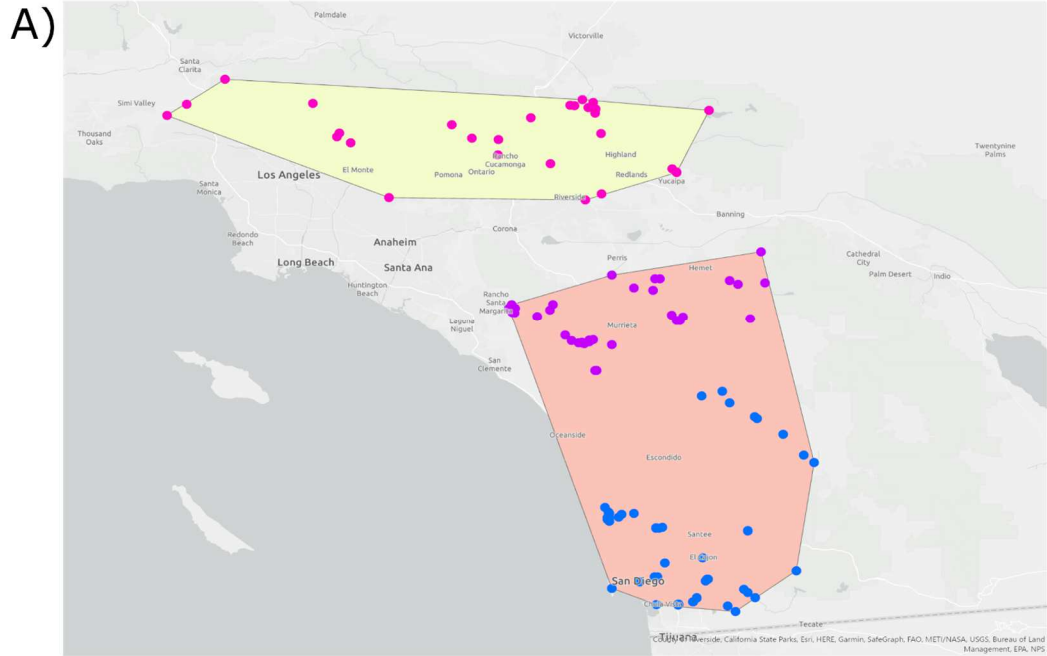 A)
Palmdale
Victorville
Santa
Clarita
Simi Valley
Thousand
Oaks
Twentynine
Palms
Highland
Rancho
Cucamonga
El Monte
Pomona
Ontario
Redlands
Los Angeles
Yucaipa
Santa
Monica
Riverside
Banning
Corona
Redondo
Beach
Anaheim
Perris
Cathedral
City
Long Beach
Santa Ana
Hemet
Palm Desert
Indio
Huntington
Beach
Rancho
Santa
Margarita
Laguna
Niguel
Murrieta
San
Clemente
Oceanside
Escondido
Santee
El Cajon
San Diego
Chula Vista
Tecate
Tijuana
County of Riverside, California State Parks, Esri, HERE, Garmin, SafeGraph, FAO, METI/NASA, USGS, Bureau of Land
Management, EPA, NPS